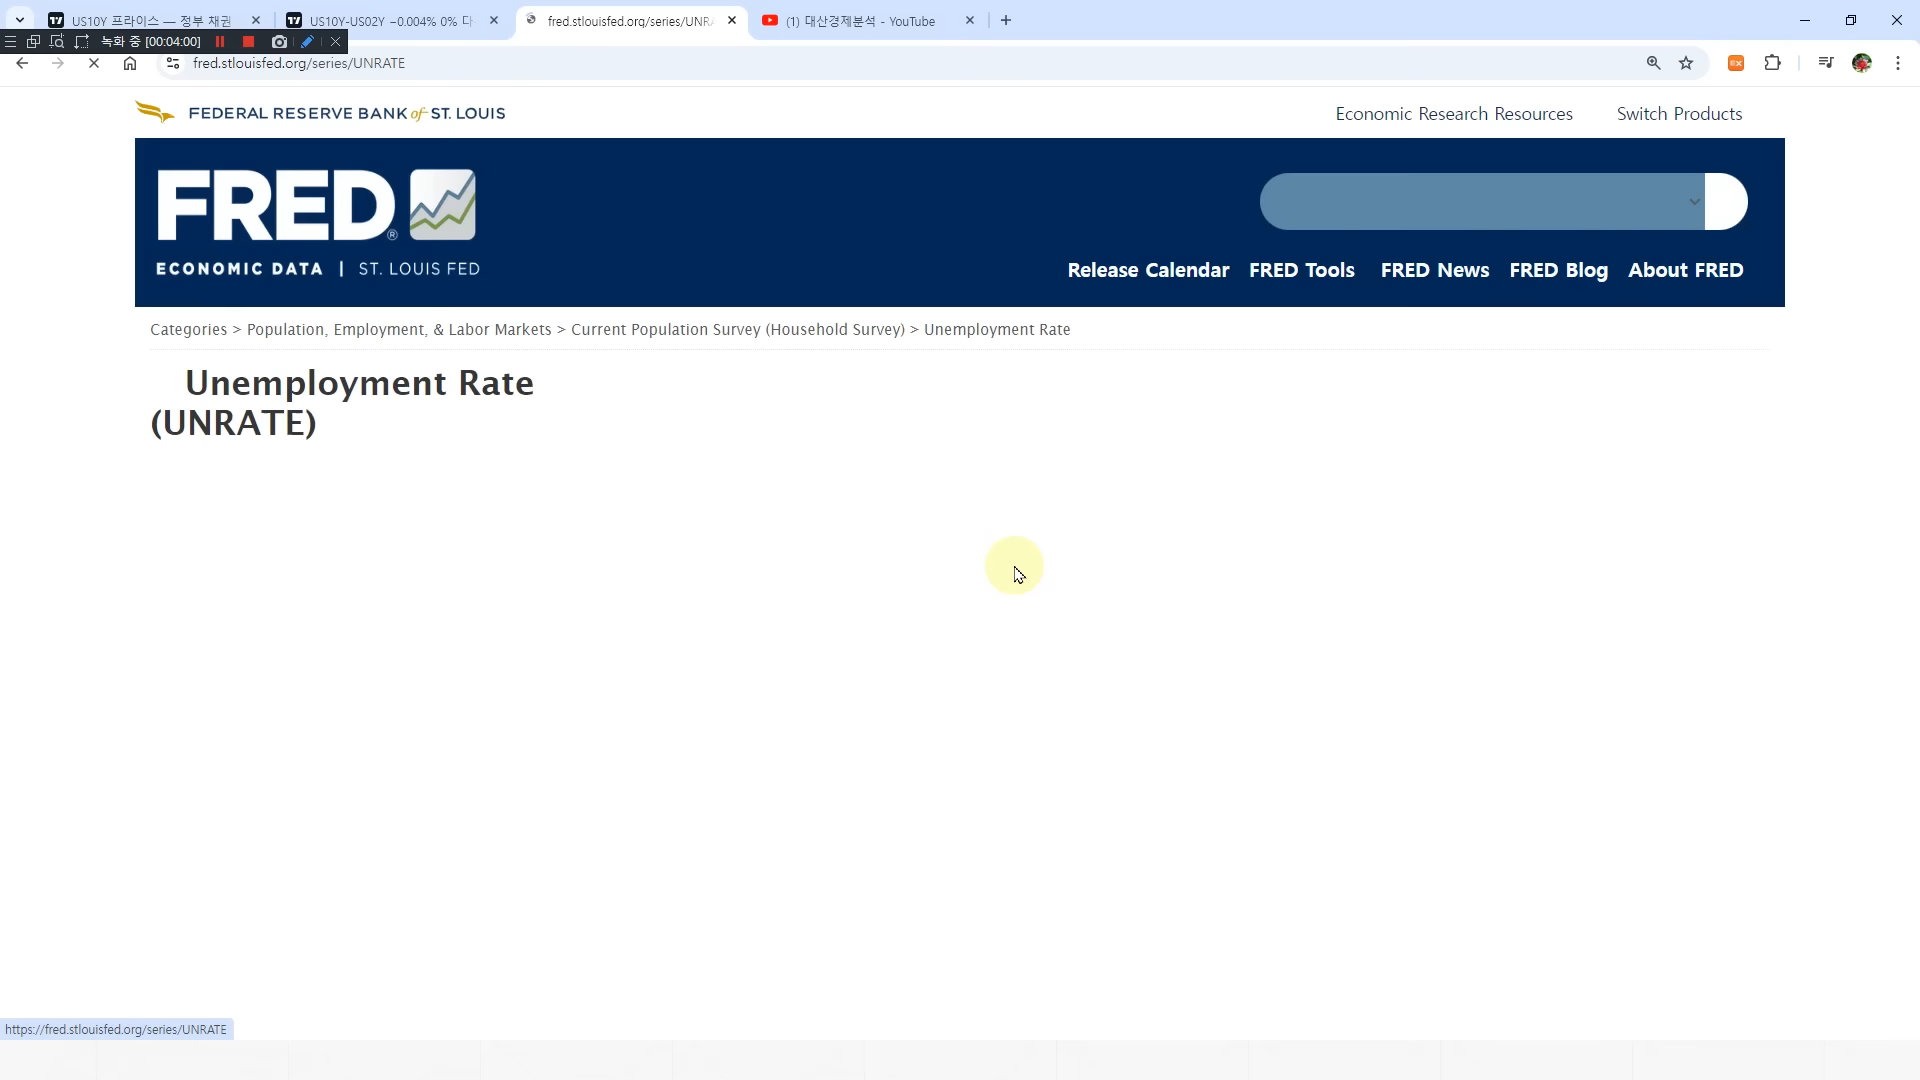 US10Y 프라이스 — 정부 채권
US10Y-US02Y −0.004% 0%
fred.stlouisfed.org/series/UNRA
(1) 대산경제분석 - YouTube
녹화 중 [00:04:00]
fred.stlouisfed.org/series/UNRATE
FEDERAL RESERVE BANK of ST. LOUIS
Economic Research Resources
Switch Products
FRED®
ECONOMIC DATA | ST. LOUIS FED
Release Calendar FRED Tools FRED News FRED Blog About FRED
Categories > Population, Employment, & Labor Markets > Current Population Survey (Household Survey) > Unemployment Rate
Unemployment Rate
(UNRATE)
https://fred.stlouisfed.org/series/UNRATE